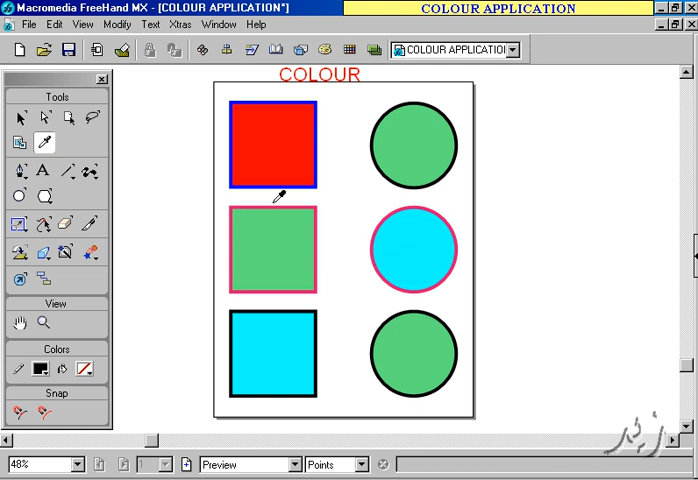 Macromedia FreeHand MX - [COLOUR APPLICATION*]
COLOUR APPLICATION
File Edit View Modify Text Xtras Window Help
COLOUR APPLICATIO
COLOUR
Tools
View
Colors
Snap
48%
1
Preview
Points